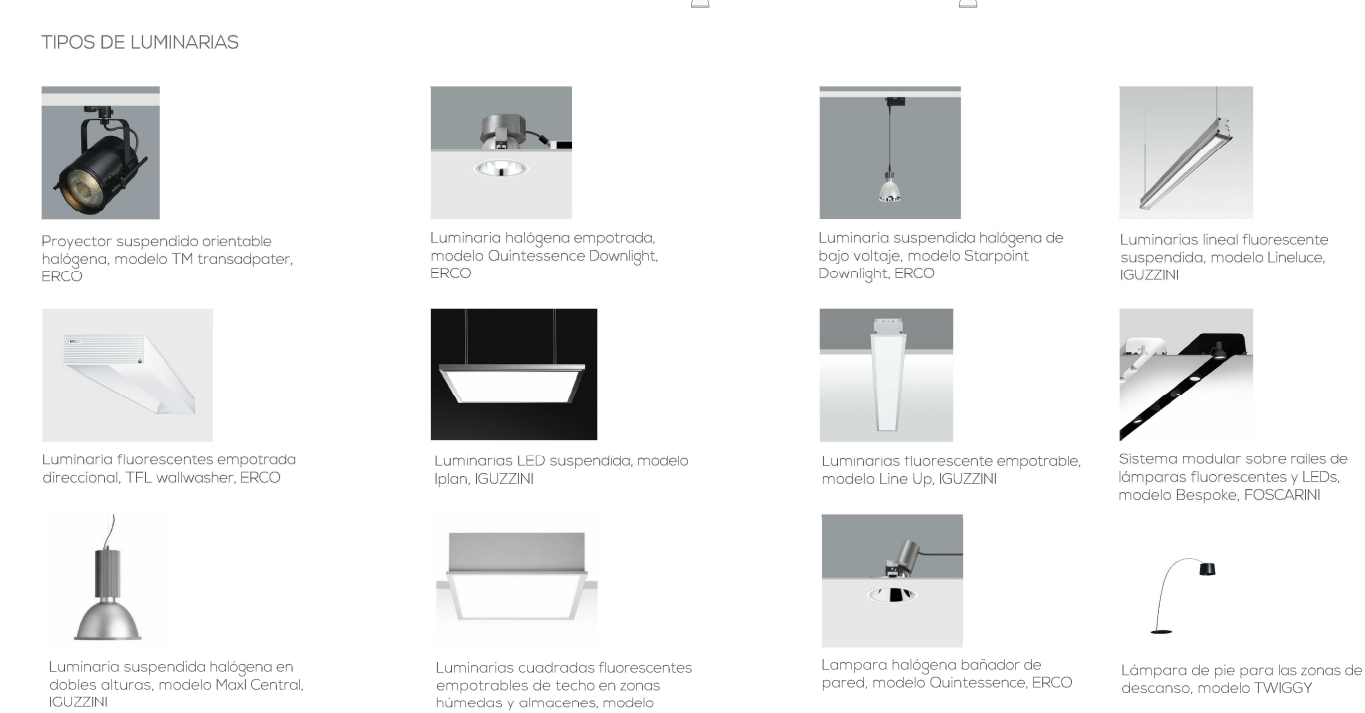 TIPOS DE LUMINARIAS
Proyector suspendido orientable
halógena, modelo TM transadpater,
ERCO
Luminaria halógena empotrada,
modelo Quintessence Downlight,
ERCO
Luminaria suspendida halógena de
bajo voltaje, modelo Starpoint
Downlight, ERCO
Luminarias lineal fluorescente
suspendida, modelo Lineluce,
IGUZZINI
Luminaria fluorescentes empotrada
direccional, TFL wallwasher, ERCO
Luminarias LED suspendida, modelo
Iplan, IGUZZINI
Luminarias fluorescente empotrable,
modelo Line Up, IGUZZINI
Sistema modular sobre railes de
lámparas fluorescentes y LEDs,
modelo Bespoke, FOSCARINI
Luminaria suspendida halógena en
dobles alturas, modelo MaxI Central,
IGUZZINI
Luminarias cuadradas fluorescentes
empotrables de techo en zonas
húmedas y almacenes, modelo
Lampara halógena bañador de
pared, modelo Quintessence, ERCO
Lámpara de pie para las zonas de
descanso, modelo TWIGGY